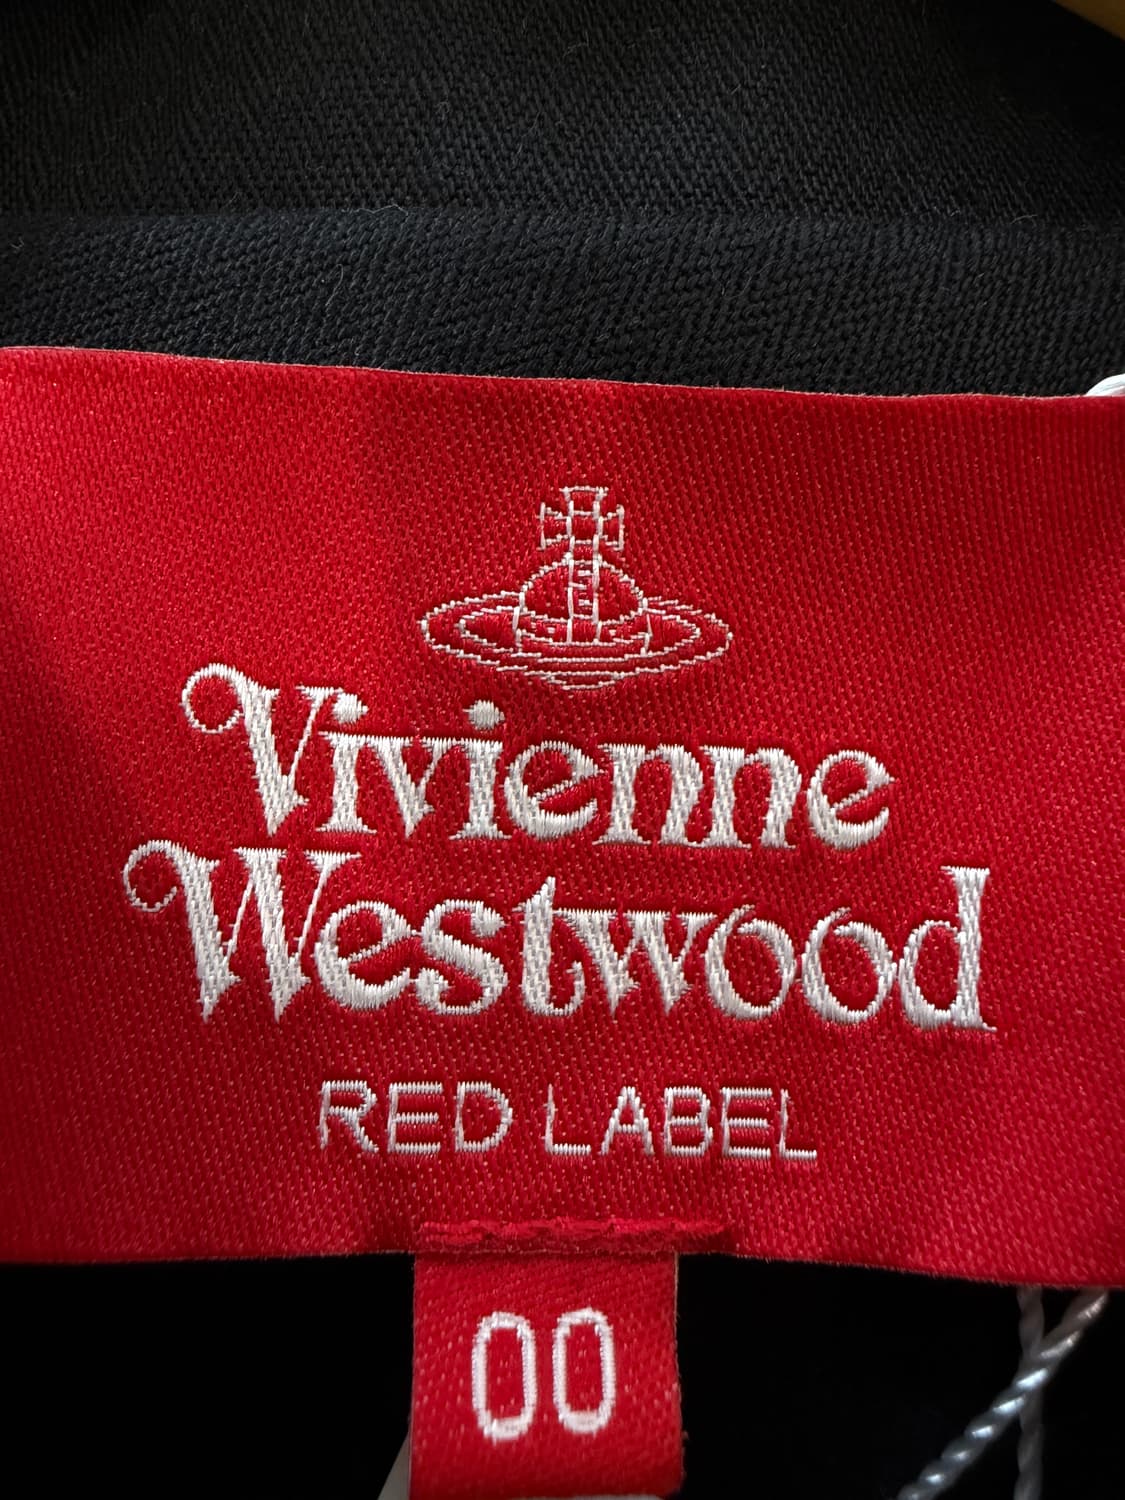 Vivienne
Westwood
RED LABEL
00